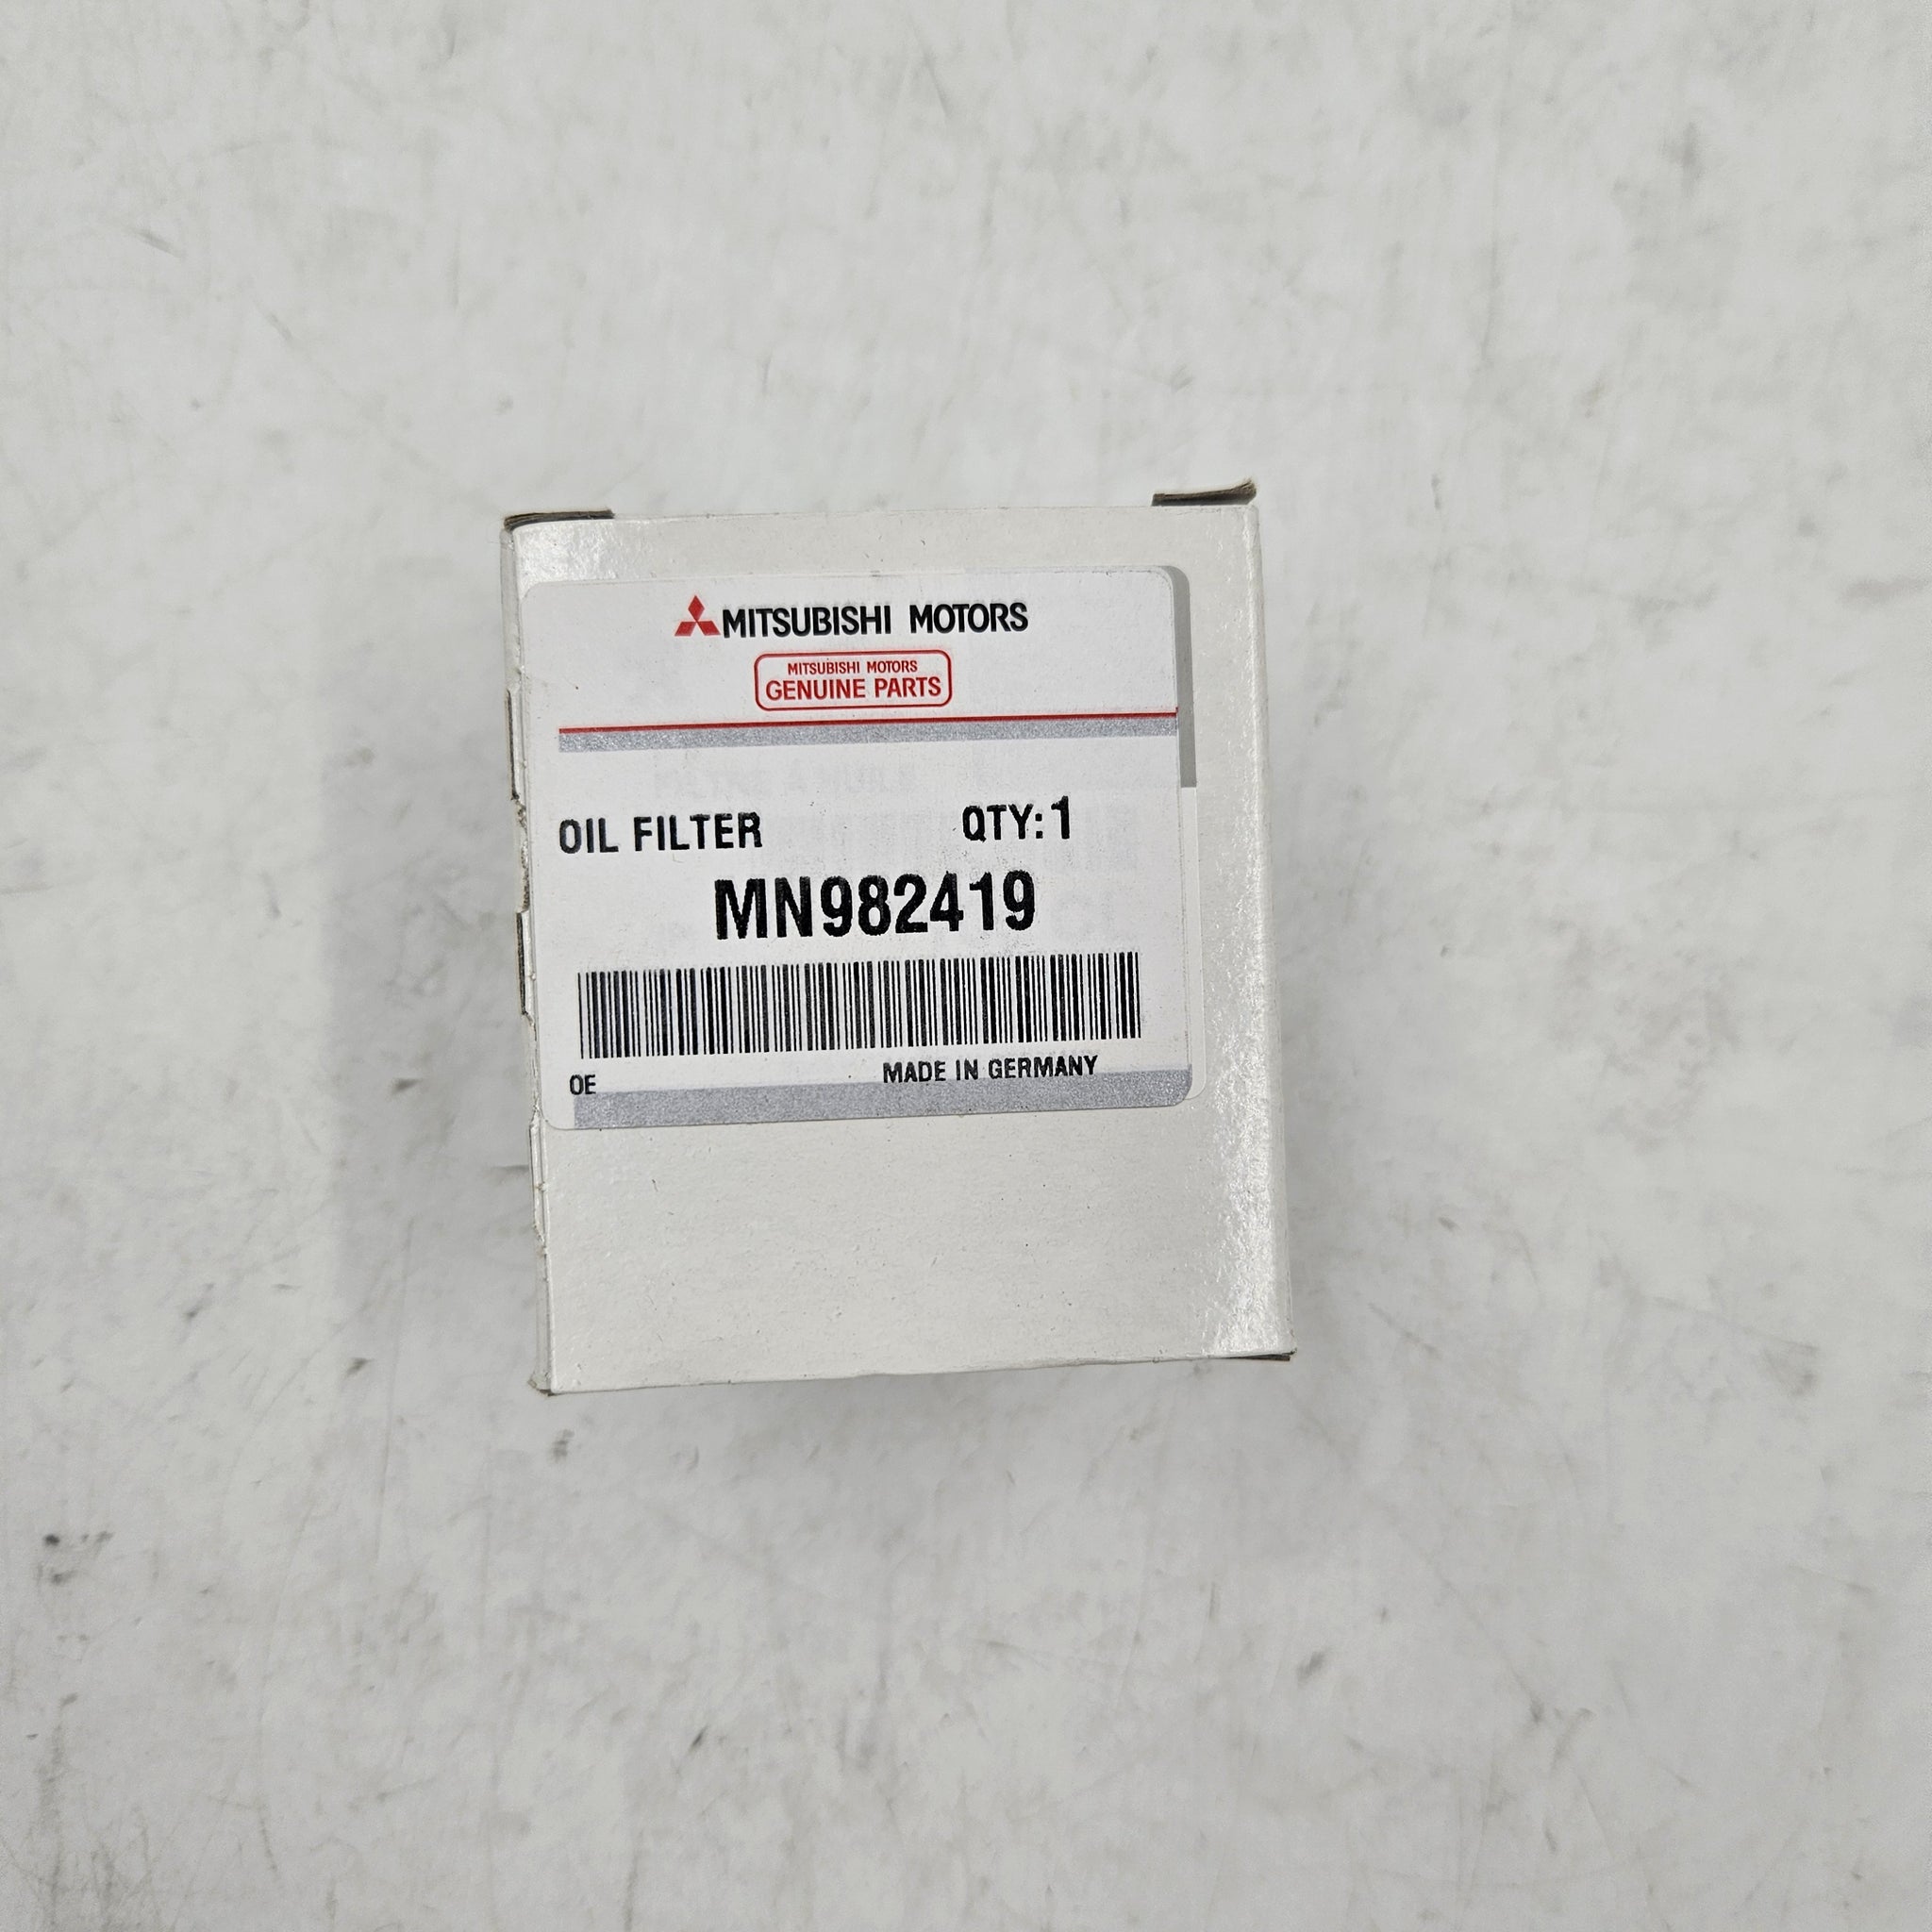 MITSUBISHI MOTORS
MITSUBISHI MOTORS
GENUINE PARTS
OIL FILTER QTY: 1
MN982419
OE MADE IN GERMANY